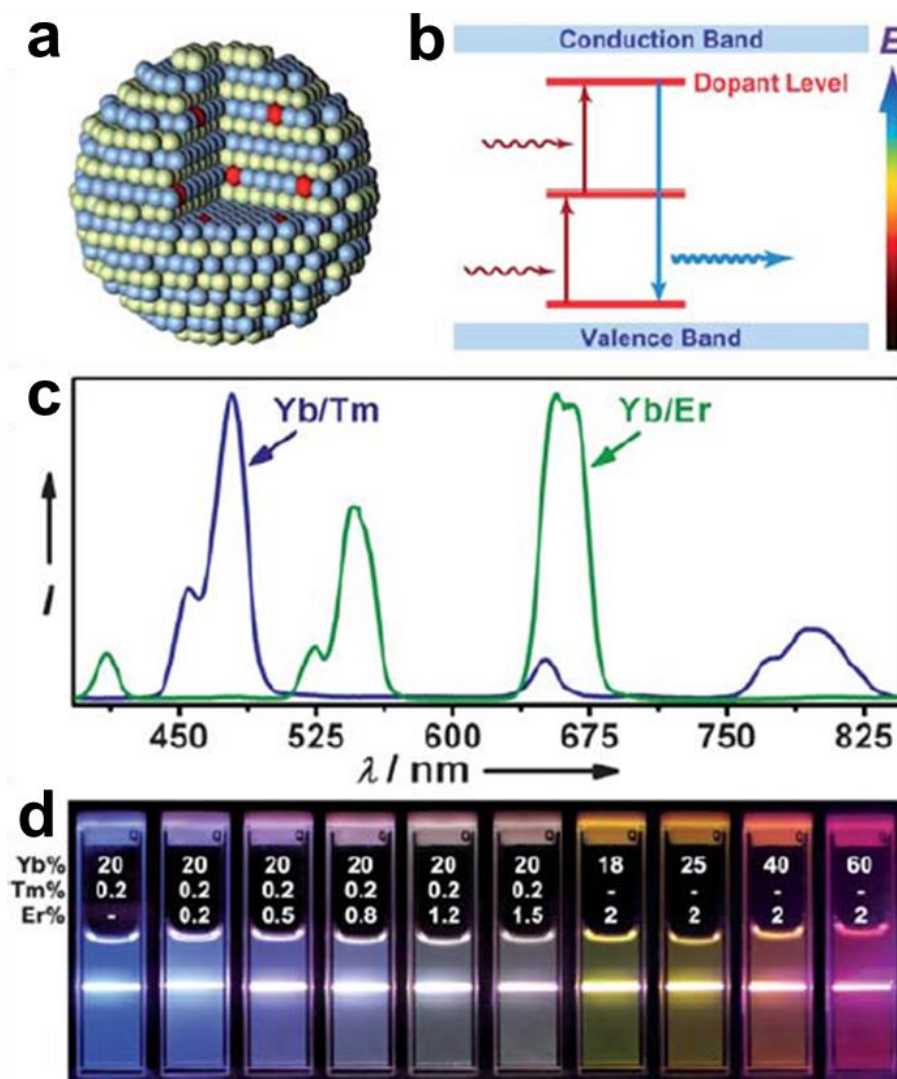 a
b
Conduction Band
E
Dopant Level
Valence Band
c
Yb/Tm
Yb/Er
I
450 525 600 675 750 825
λ / nm
d
Q Q Q Q Q Q Q Q Q Q
Yb% 20 20 20 20 20 20 18 25 40 60
Tm% 0.2 0.2 0.2 0.2 0.2 0.2 - - - -
Er% - 0.2 0.5 0.8 1.2 1.5 2 2 2 2